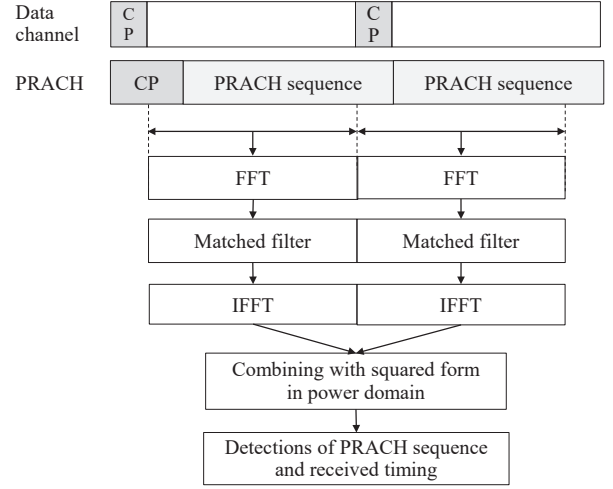 Data
channel
C
P
C
P
PRACH
CP
PRACH sequence
PRACH sequence
FFT
FFT
Matched filter
Matched filter
IFFT
IFFT
Combining with squared form
in power domain
Detections of PRACH sequence
and received timing